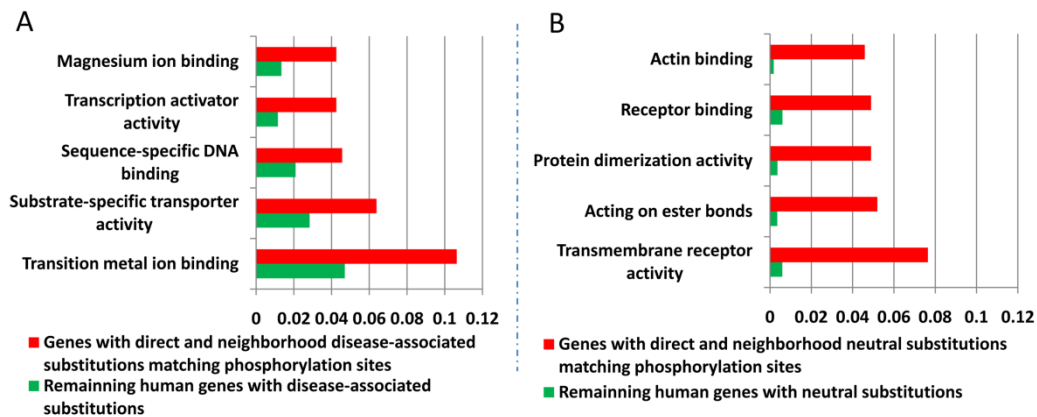 A
Magnesium ion binding
Transcription activator
activity
Sequence-specific DNA
binding
Substrate-specific transporter
activity
Transition metal ion binding
0 0.02 0.04 0.06 0.08 0.1 0.12
Genes with direct and neighborhood disease-associated
substitutions matching phosphorylation sites
Remainning human genes with disease-associated
substitutions
B
Actin binding
Receptor binding
Protein dimerization activity
Acting on ester bonds
Transmembrane receptor
activity
0 0.02 0.04 0.06 0.08 0.1 0.12
Genes with direct and neighborhood neutral substitutions
matching phosphorylation sites
Remainning human genes with neutral substitutions